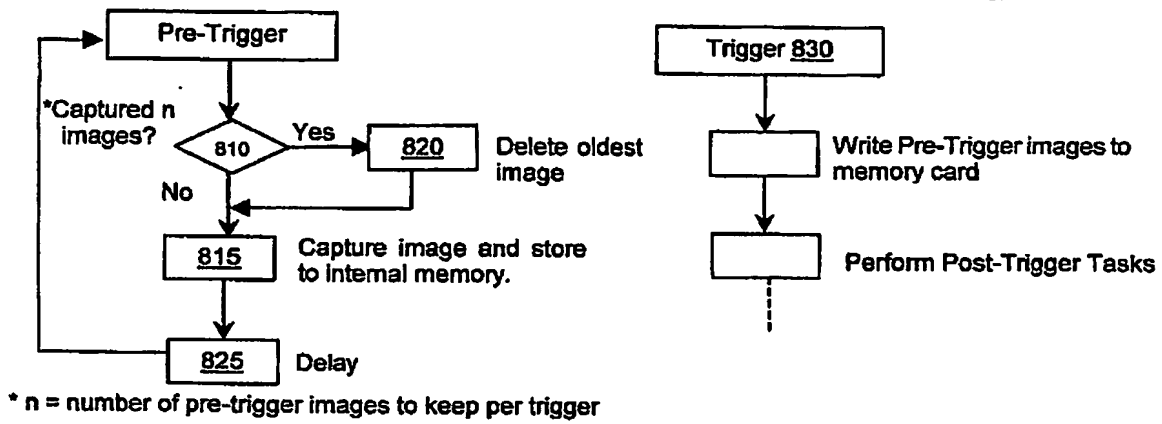 Pre-Trigger
*Captured n
images?
810
Yes
820
Delete oldest
image
No
815
Capture image and store
to internal memory.
825
Delay
* n = number of pre-trigger images to keep per trigger
Trigger 830
Write Pre-Trigger images to
memory card
Perform Post-Trigger Tasks